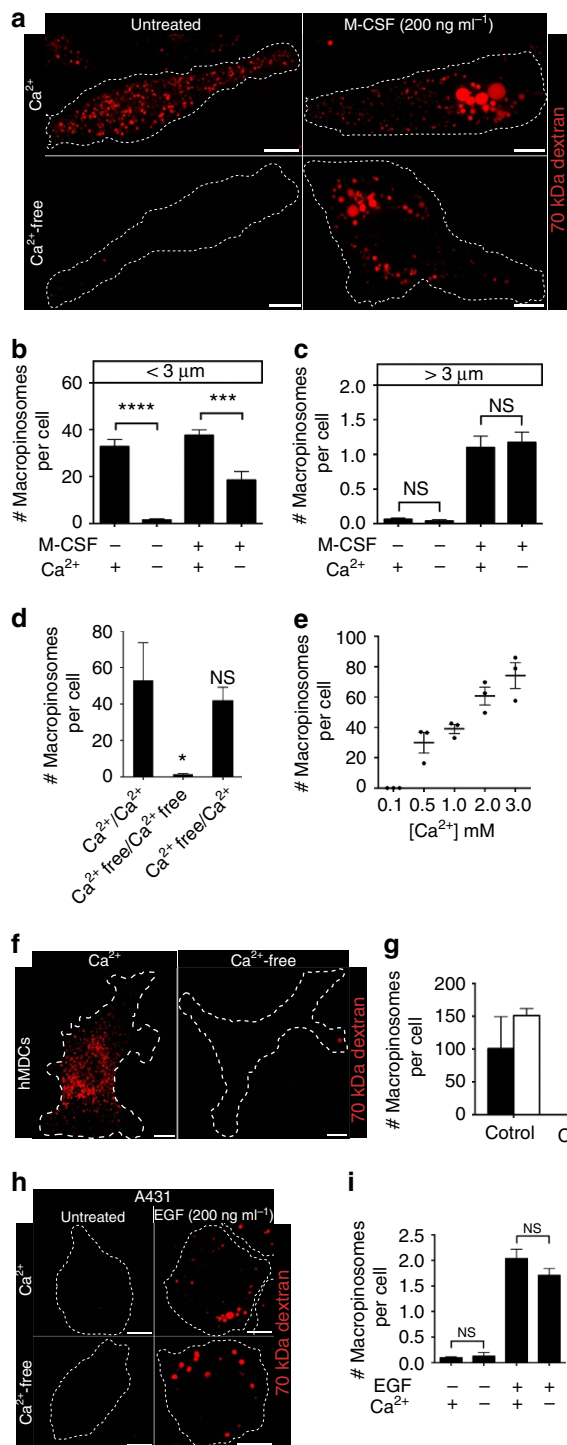 a
Untreated
M-CSF (200 ng ml⁻¹)
Ca²⁺
Ca²⁺-free
70 kDa dextran
b
< 3 µm
# Macropinosomes
per cell
60
40
20
0
****
***
M-CSF – – + +
Ca²⁺ + – + –
c
> 3 µm
# Macropinosomes
per cell
2.0
1.5
1.0
0.5
0.0
NS
NS
M-CSF – – + +
Ca²⁺ + – + –
d
# Macropinosomes
per cell
80
60
40
20
0
*
NS
Ca²⁺/Ca²⁺
Ca²⁺ free/Ca²⁺ free
Ca²⁺ free/Ca²⁺
e
# Macropinosomes
per cell
100
80
60
40
20
0
0.1 0.5 1.0 2.0 3.0
[Ca²⁺] mM
f
Ca²⁺
Ca²⁺-free
hMDCs
70 kDa dextran
g
# Macropinosomes
per cell
200
150
100
50
0
Cotrol
C
h
A431
Untreated
EGF (200 ng ml⁻¹)
Ca²⁺
Ca²⁺-free
70 kDa dextran
i
# Macropinosomes
per cell
2.5
2.0
1.5
1.0
0.5
0.0
NS
NS
EGF – – + +
Ca²⁺ + – + –